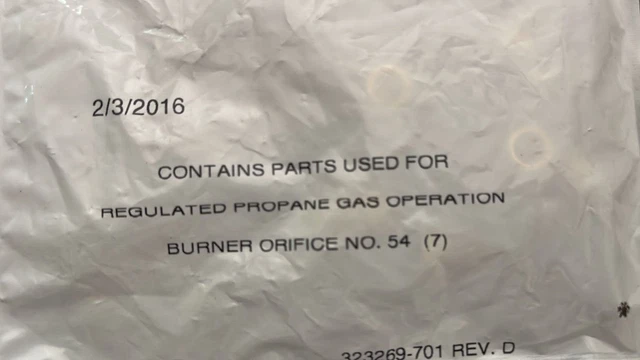 2/3/2016
CONTAINS PARTS USED FOR
REGULATED PROPANE GAS OPERATION
BURNER ORIFICE NO. 54 (7)
323269-701 REV. D